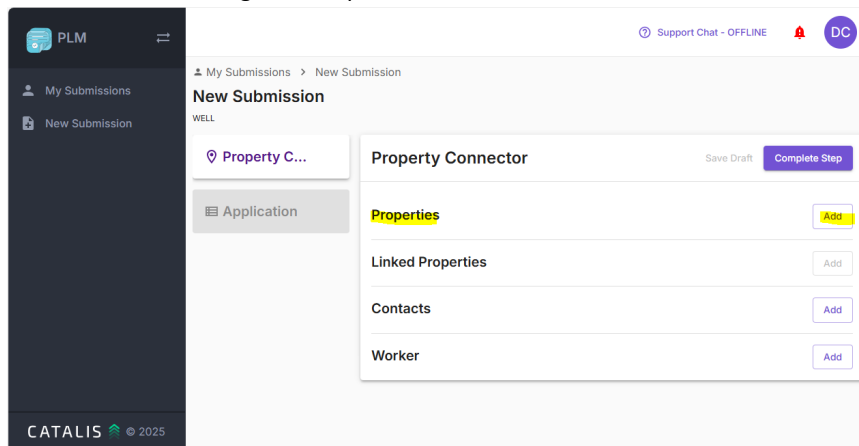 PLM
Support Chat - OFFLINE
DC
My Submissions
New Submission
My Submissions > New Submission
New Submission
WELL
Property C...
Application
Property Connector
Save Draft
Complete Step
Properties
Add
Linked Properties
Add
Contacts
Add
Worker
Add
CATALIS © 2025